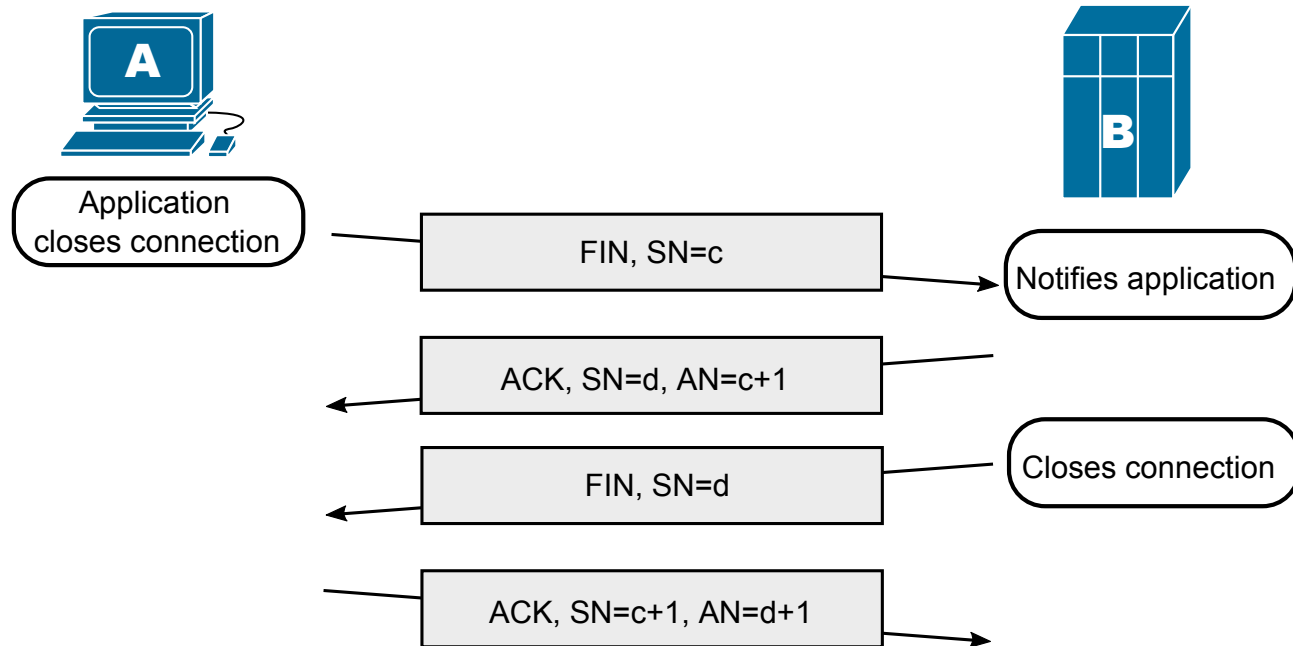 A
B
Application
closes connection
FIN, SN=c
Notifies application
ACK, SN=d, AN=c+1
Closes connection
FIN, SN=d
ACK, SN=c+1, AN=d+1